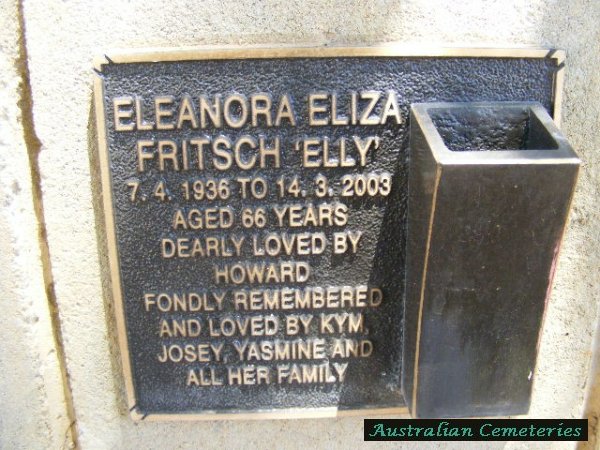 ELEANORA ELIZA
FRITSCH 'ELLY'
7. 4. 1936 TO 14. 3. 2003
AGED 66 YEARS
DEARLY LOVED BY
HOWARD
FONDLY REMEMBERED
AND LOVED BY KYM,
JOSEY, YASMINE AND
ALL HER FAMILY
Australian Cemeteries